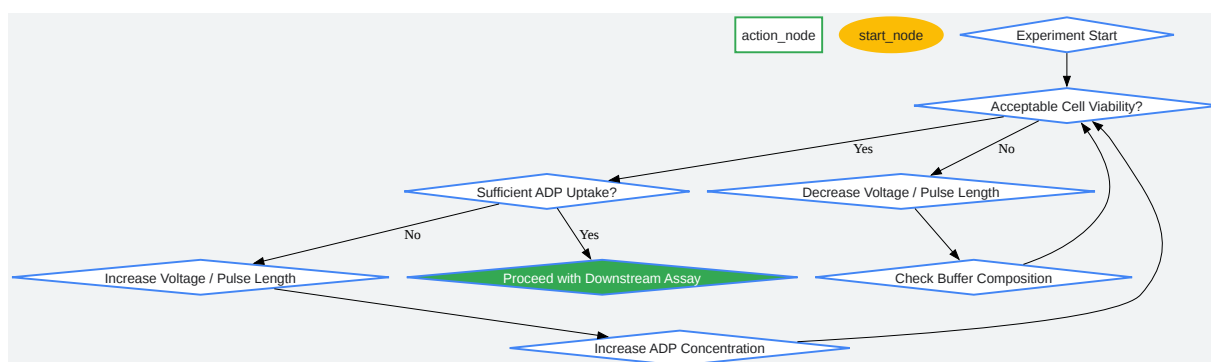 action_node
start_node
Experiment Start
Acceptable Cell Viability?
Yes
No
Sufficient ADP Uptake?
Decrease Voltage / Pulse Length
No
Yes
Increase Voltage / Pulse Length
Proceed with Downstream Assay
Check Buffer Composition
Increase ADP Concentration